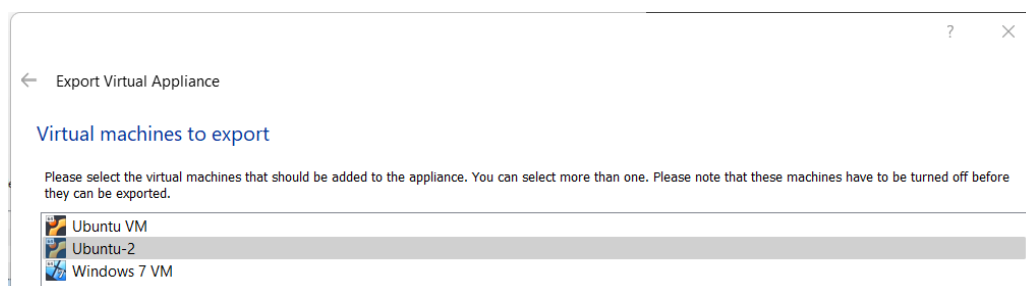 ?
Export Virtual Appliance
Virtual machines to export
Please select the virtual machines that should be added to the appliance. You can select more than one. Please note that these machines have to be turned off before
they can be exported.
Ubuntu VM
Ubuntu-2
Windows 7 VM